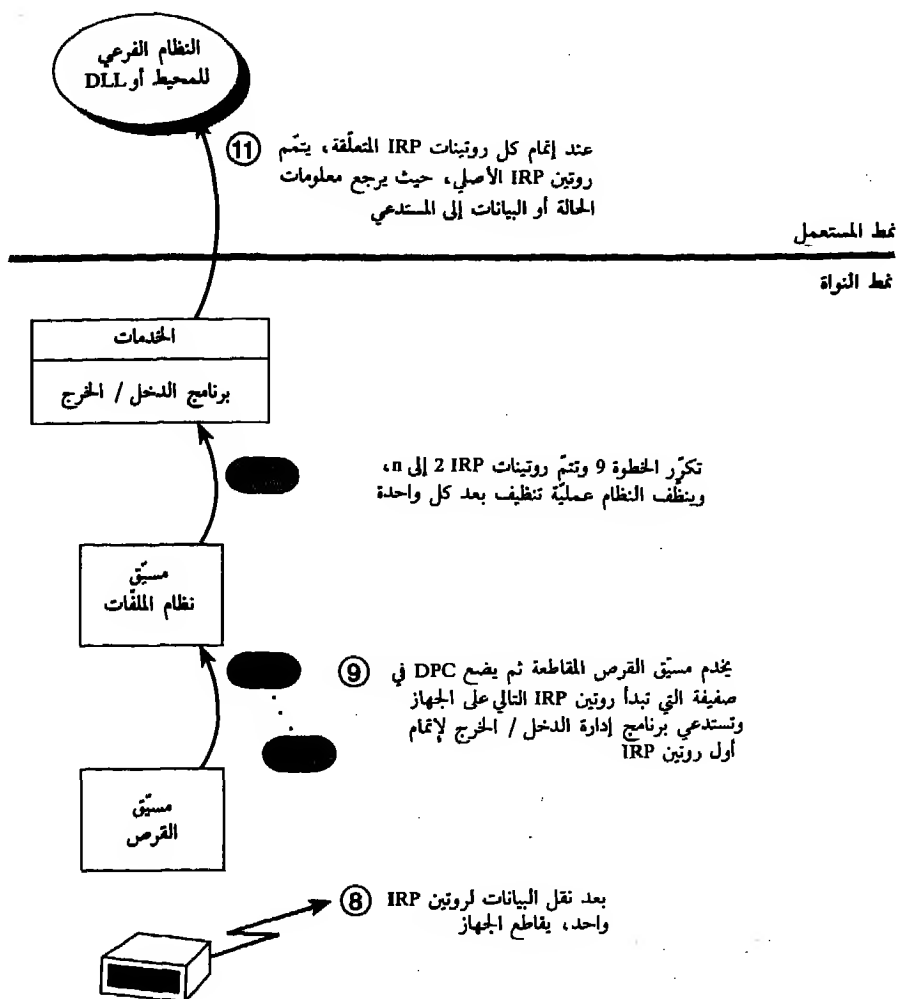 النظام الفرعي
للمحيط أو DLL
⑪ عند إتمام كل روتينات IRP المتعلّقة، يتمّم
روتين IRP الأصلي، حيث يرجع معلومات
الحالة أو البيانات إلى المستدعي
نمط المستعمل
نمط النواة
الخدمات
برنامج الدخل / الخرج
تكرّر الخطوة 9 وتتمّ روتينات IRP 2 إلى n،
وينظّف النظام عمليّة تنظيف بعد كل واحدة
مسيّق
نظام الملفّات
⑨ يخدم مسيّق القرص المقاطعة ثم يضع DPC في
صفيفة التي تبدأ روتين IRP التالي على الجهاز
وتستدعي برنامج إدارة الدخل / الخرج لإتمام
أول روتين IRP
مسيّق
القرص
⑧ بعد نقل البيانات لروتين IRP
واحد، يقاطع الجهاز